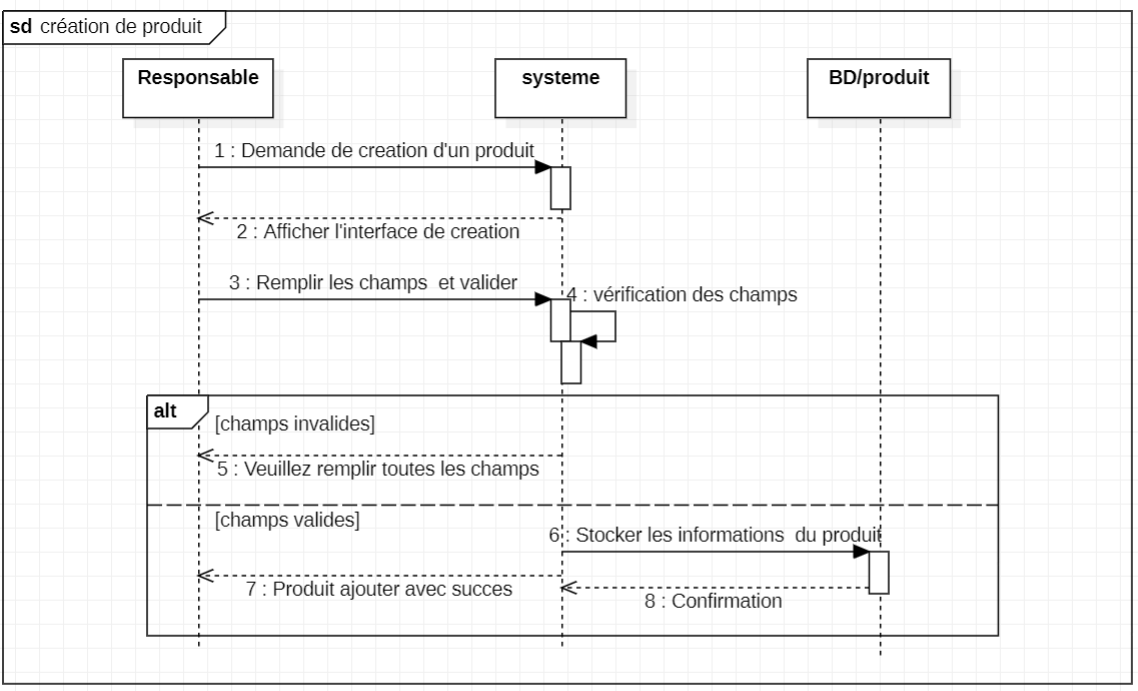 sd création de produit
Responsable
systeme
BD/produit
1 : Demande de creation d'un produit
2 : Afficher l'interface de creation
3 : Remplir les champs et valider
4 : vérification des champs
alt
[champs invalides]
5 : Veuillez remplir toutes les champs
[champs valides]
6 : Stocker les informations du produit
7 : Produit ajouter avec succes
8 : Confirmation